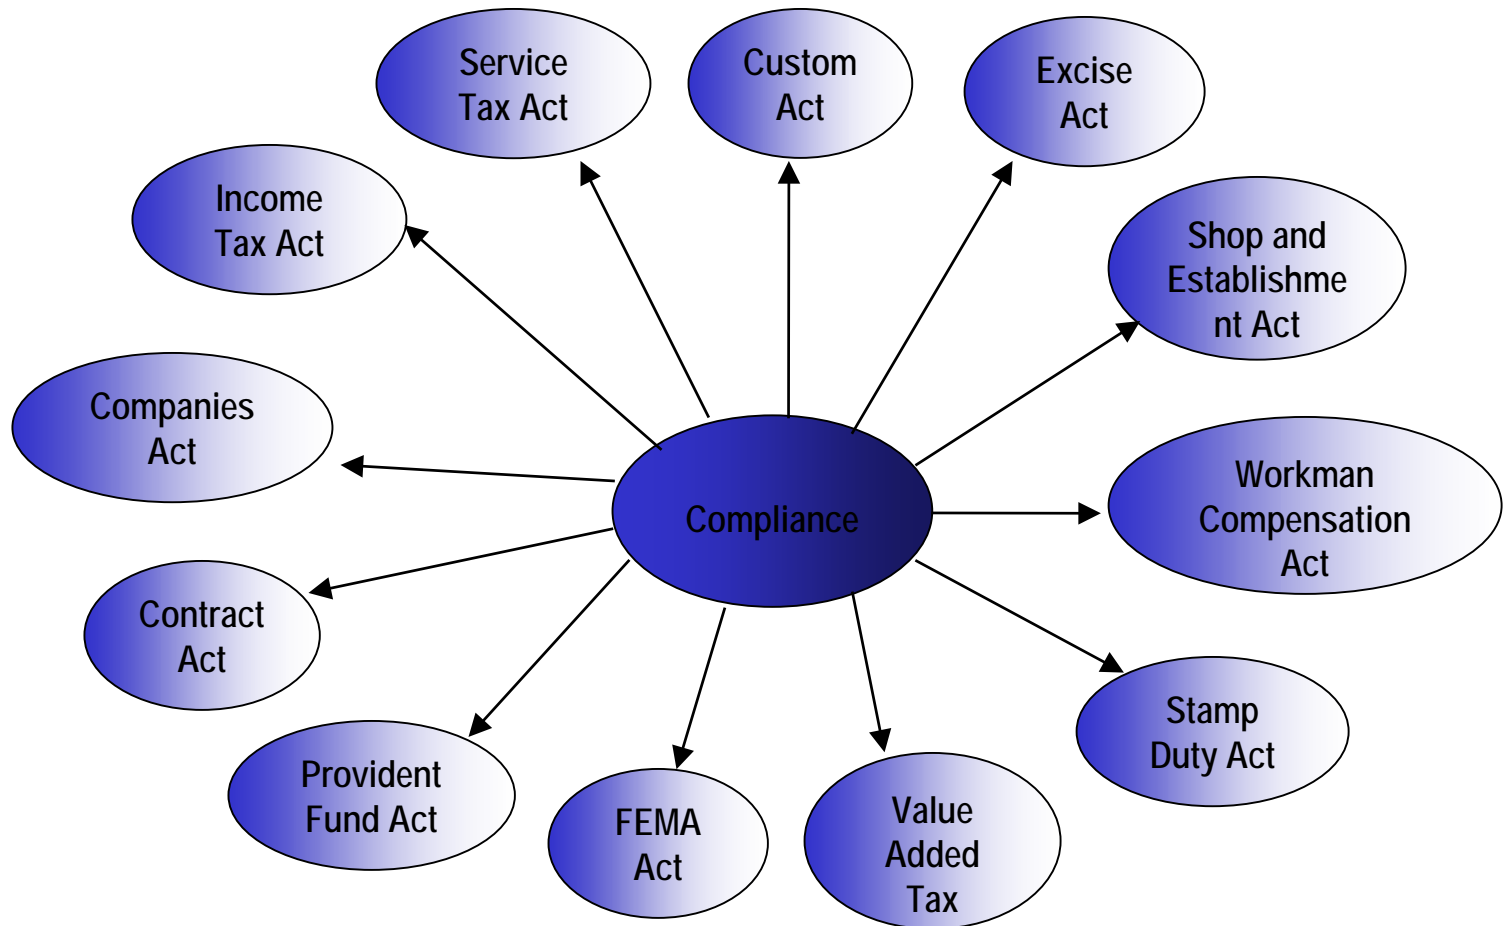 Service
Tax Act
Custom
Act
Excise
Act
Income
Tax Act
Shop and
Establishme
nt Act
Companies
Act
Compliance
Workman
Compensation
Act
Contract
Act
Stamp
Duty Act
Provident
Fund Act
FEMA
Act
Value
Added
Tax